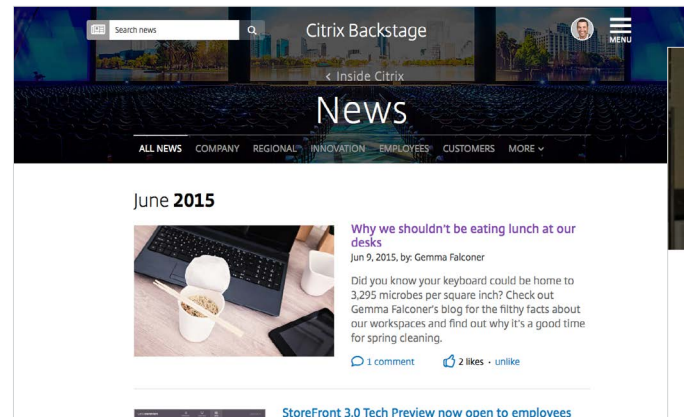 Search news
Citrix Backstage
MENU
< Inside Citrix
News
ALL NEWS COMPANY REGIONAL INNOVATION EMPLOYEES CUSTOMERS MORE
June 2015
Why we shouldn't be eating lunch at our
desks
Jun 9, 2015, by: Gemma Falconer
Did you know your keyboard could be home to
3,295 microbes per square inch? Check out
Gemma Falconer's blog for the filthy facts about
our workspaces and find out why it's a good time
for spring cleaning.
1 comment 2 likes • unlike
StoreFront 3.0 Tech Preview now open to employees